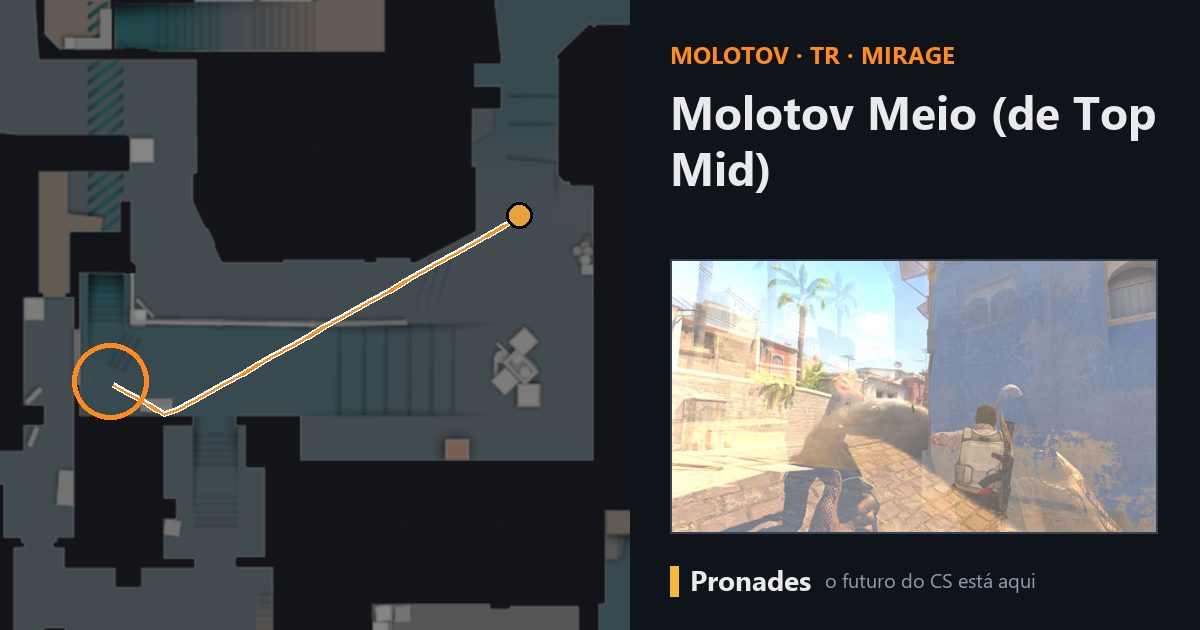 MOLOTOV · TR · MIRAGE
Molotov Meio (de Top
Mid)
Pronades o futuro do CS está aqui